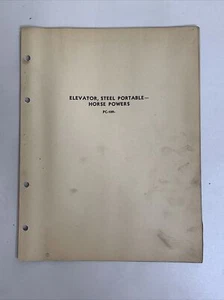 ELEVATOR, STEEL PORTABLE—
HORSE POWERS